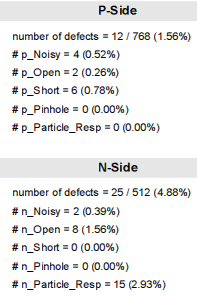 P-Side
number of defects = 12 / 768 (1.56%)
# p_Noisy = 4 (0.52%)
# p_Open = 2 (0.26%)
# p_Short = 6 (0.78%)
# p_Pinhole = 0 (0.00%)
# p_Particle_Resp = 0 (0.00%)
N-Side
number of defects = 25 / 512 (4.88%)
# n_Noisy = 2 (0.39%)
# n_Open = 8 (1.56%)
# n_Short = 0 (0.00%)
# n_Pinhole = 0 (0.00%)
# n_Particle_Resp = 15 (2.93%)